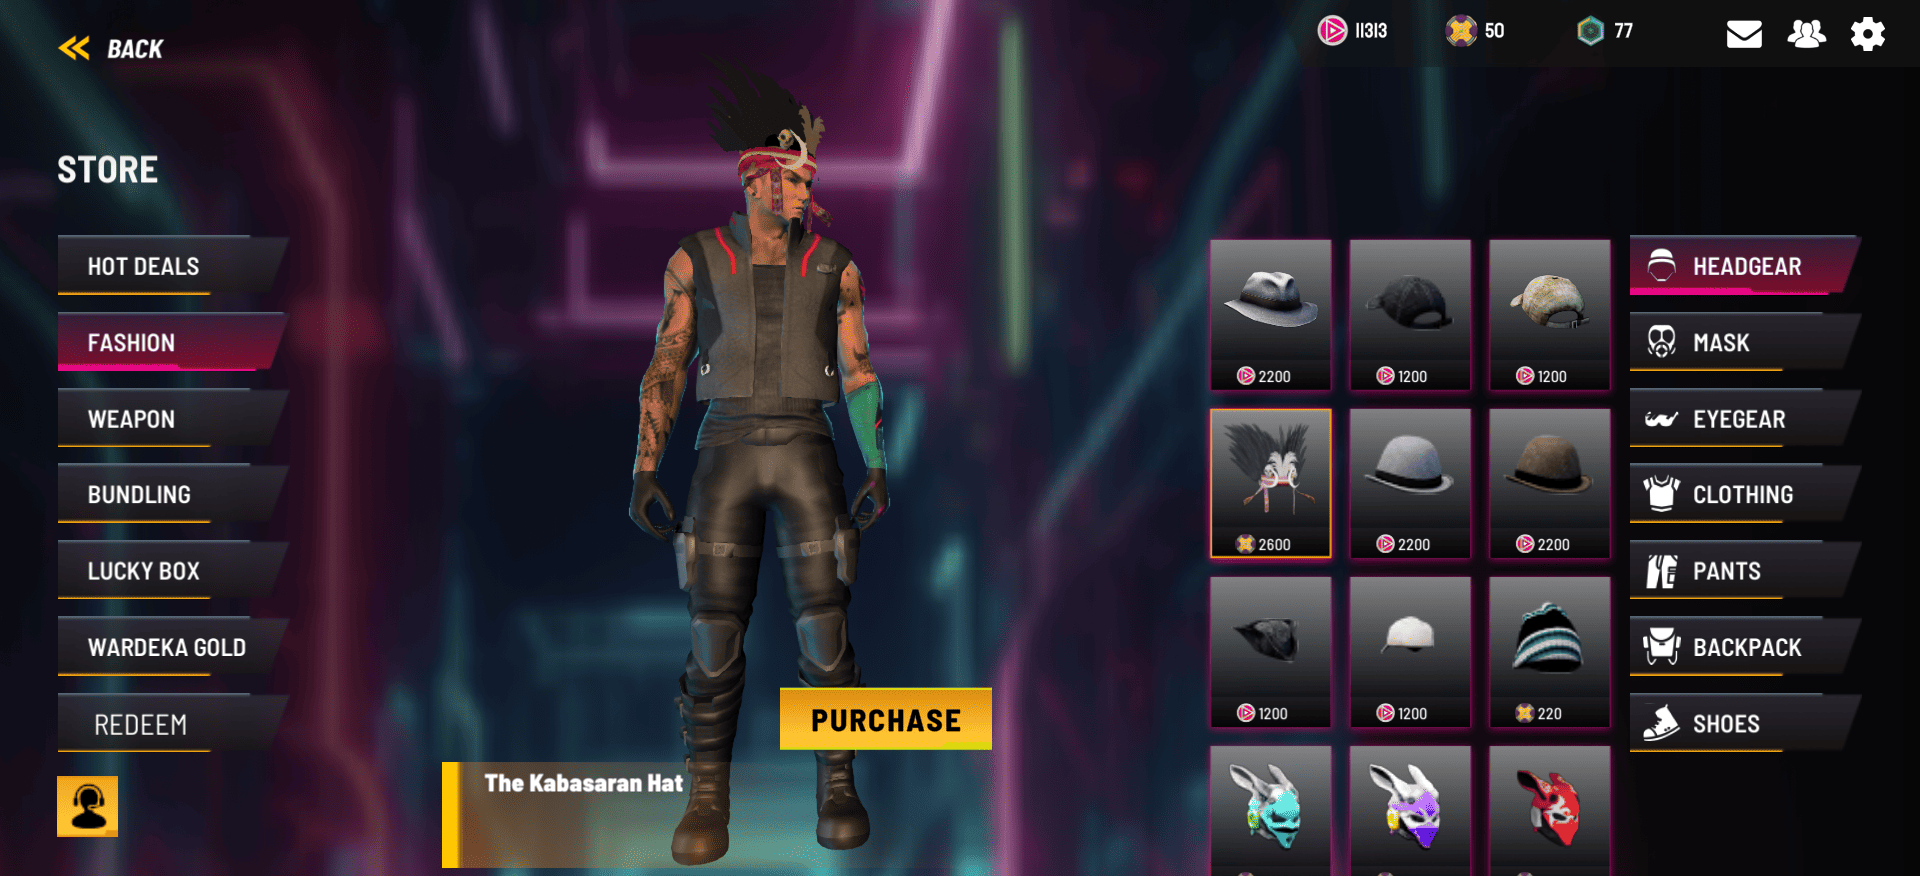 BACK
11313
50
77
STORE
HOT DEALS
FASHION
WEAPON
BUNDLING
LUCKY BOX
WARDEKA GOLD
REDEEM
PURCHASE
The Kabasaran Hat
2200
1200
1200
2600
2200
2200
1200
1200
220
HEADGEAR
MASK
EYEGEAR
CLOTHING
PANTS
BACKPACK
SHOES